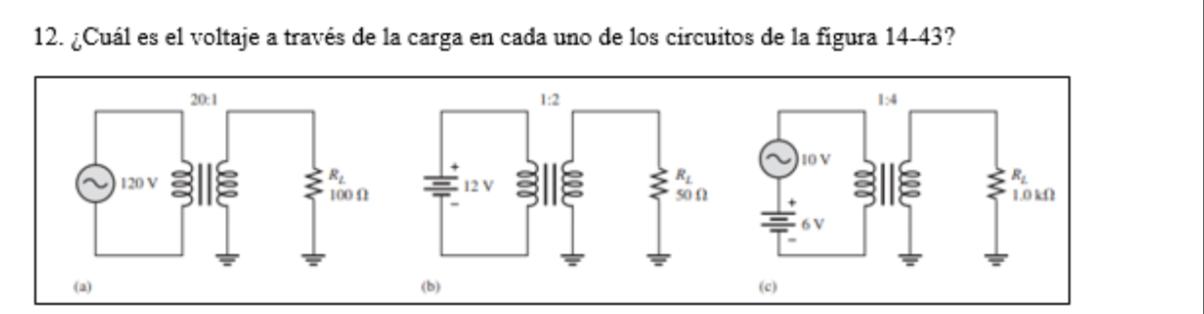 12. ¿Cuál es el voltaje a través de la carga en cada uno de los circuitos de la figura 14-43?
20:1
1:2
1:4
120 V
R_L
100 Ω
+
12 V
-
R_L
50 Ω
10 V
+
6 V
-
R_L
1.0 kΩ
(a)
(b)
(c)